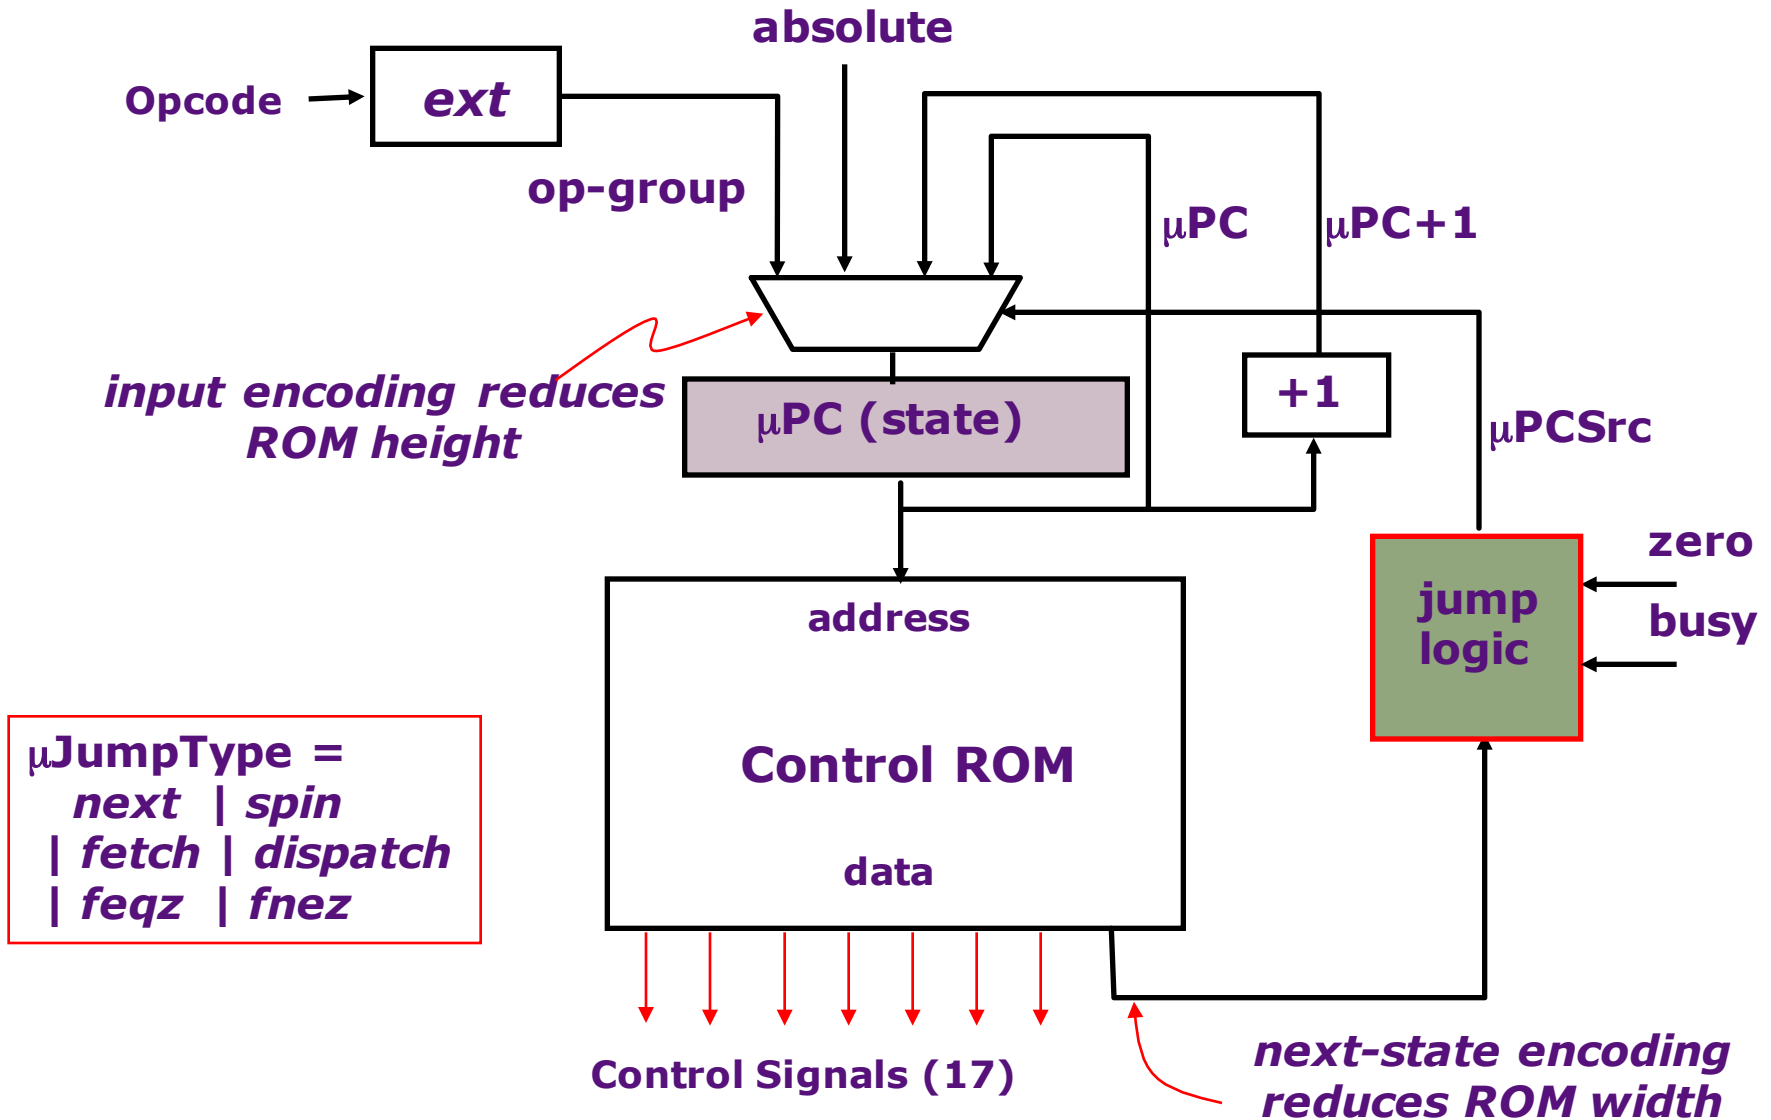 absolute
Opcode
ext
op-group
μPC
μPC+1
input encoding reduces
ROM height
μPC (state)
+1
μPCSrc
jump
logic
zero
busy
address
Control ROM
data
μJumpType =
next | spin
| fetch | dispatch
| feqz | fnez
Control Signals (17)
next-state encoding
reduces ROM width